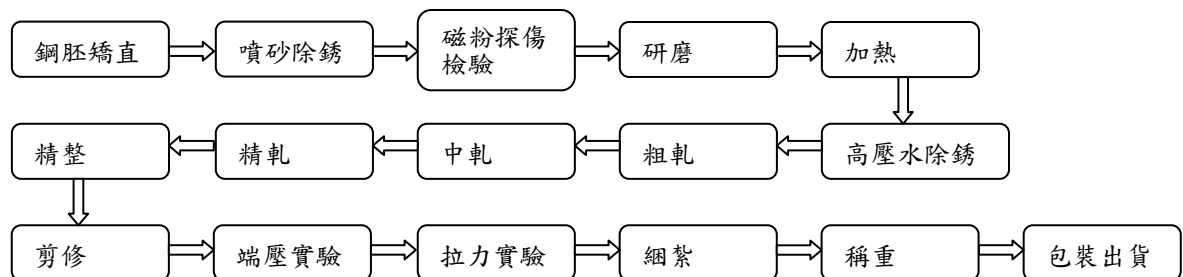 鋼胚矯直
噴砂除銹
磁粉探傷
檢驗
研磨
加熱
高壓水除銹
粗軋
中軋
精軋
精整
剪修
端壓實驗
拉力實驗
綑紮
稱重
包裝出貨